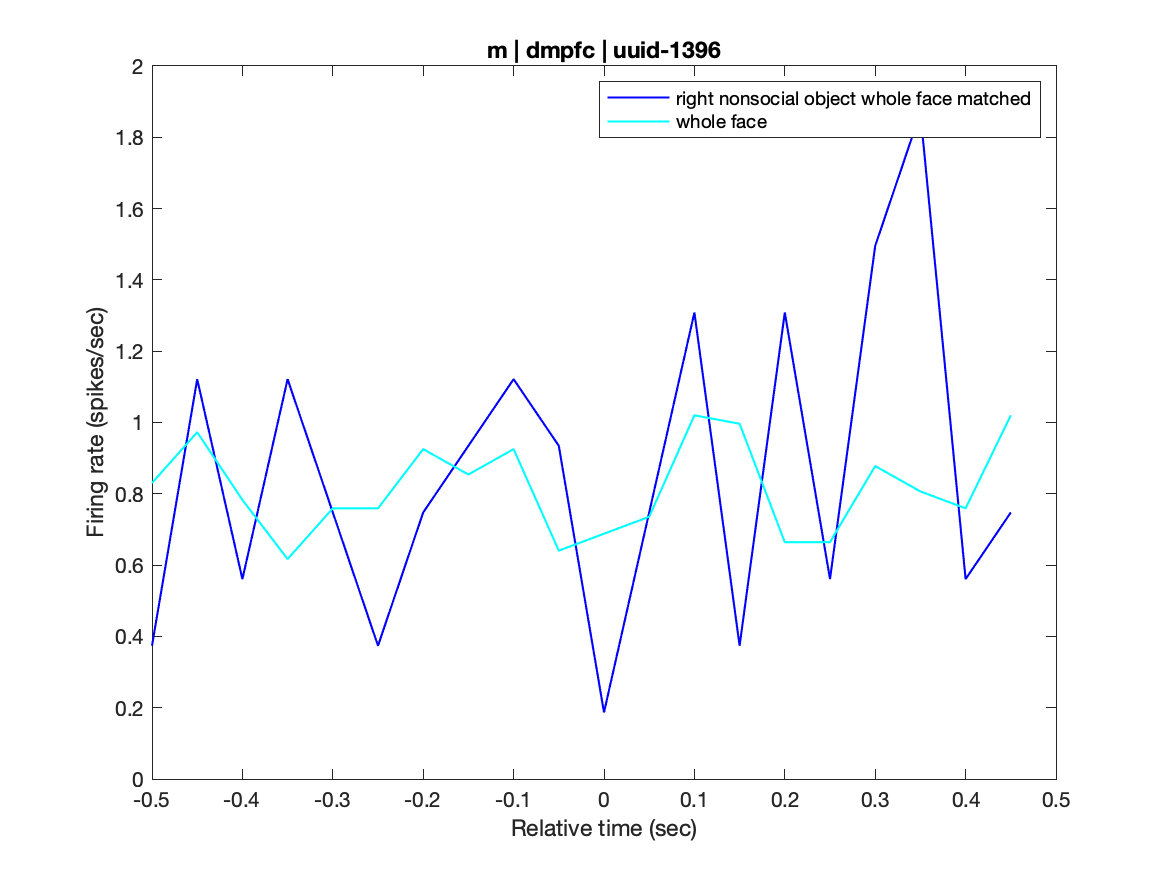 m | dmpfc | uuid-1396
right nonsocial object whole face matched
whole face
Firing rate (spikes/sec)
2
1.8
1.6
1.4
1.2
1
0.8
0.6
0.4
0.2
0
-0.5 -0.4 -0.3 -0.2 -0.1 0 0.1 0.2 0.3 0.4 0.5
Relative time (sec)